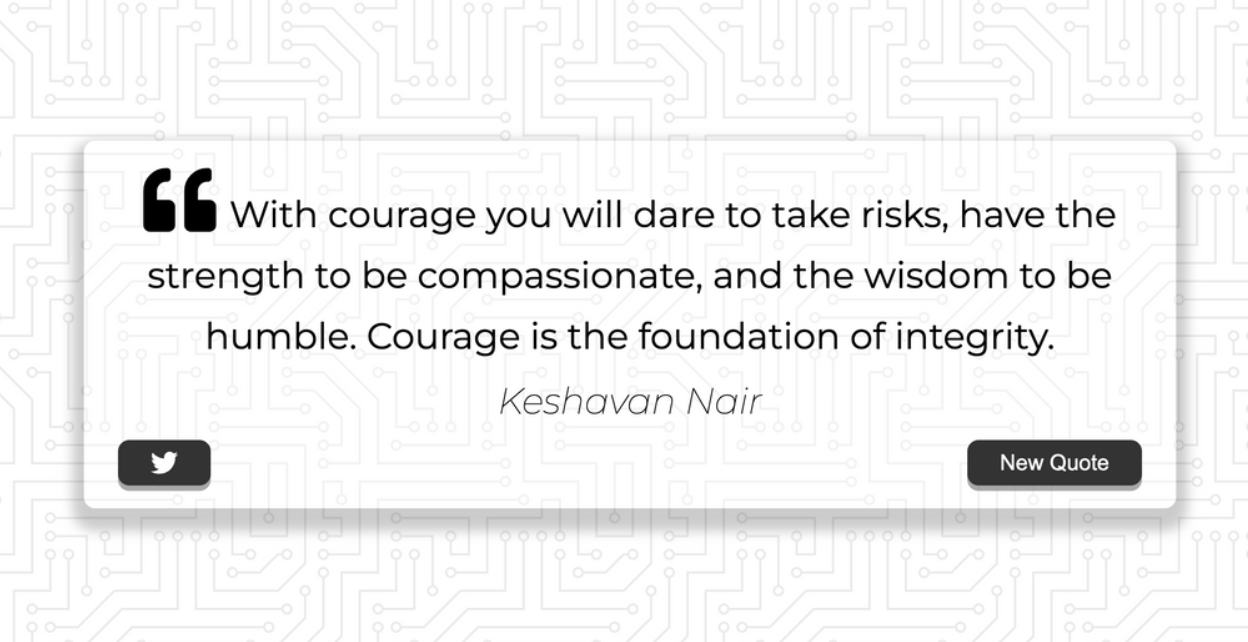 “ With courage you will dare to take risks, have the
strength to be compassionate, and the wisdom to be
humble. Courage is the foundation of integrity.
Keshavan Nair
New Quote